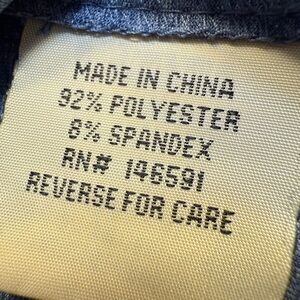 MADE IN CHINA
92% POLYESTER
8% SPANDEX
RN# 146591
REVERSE FOR CARE